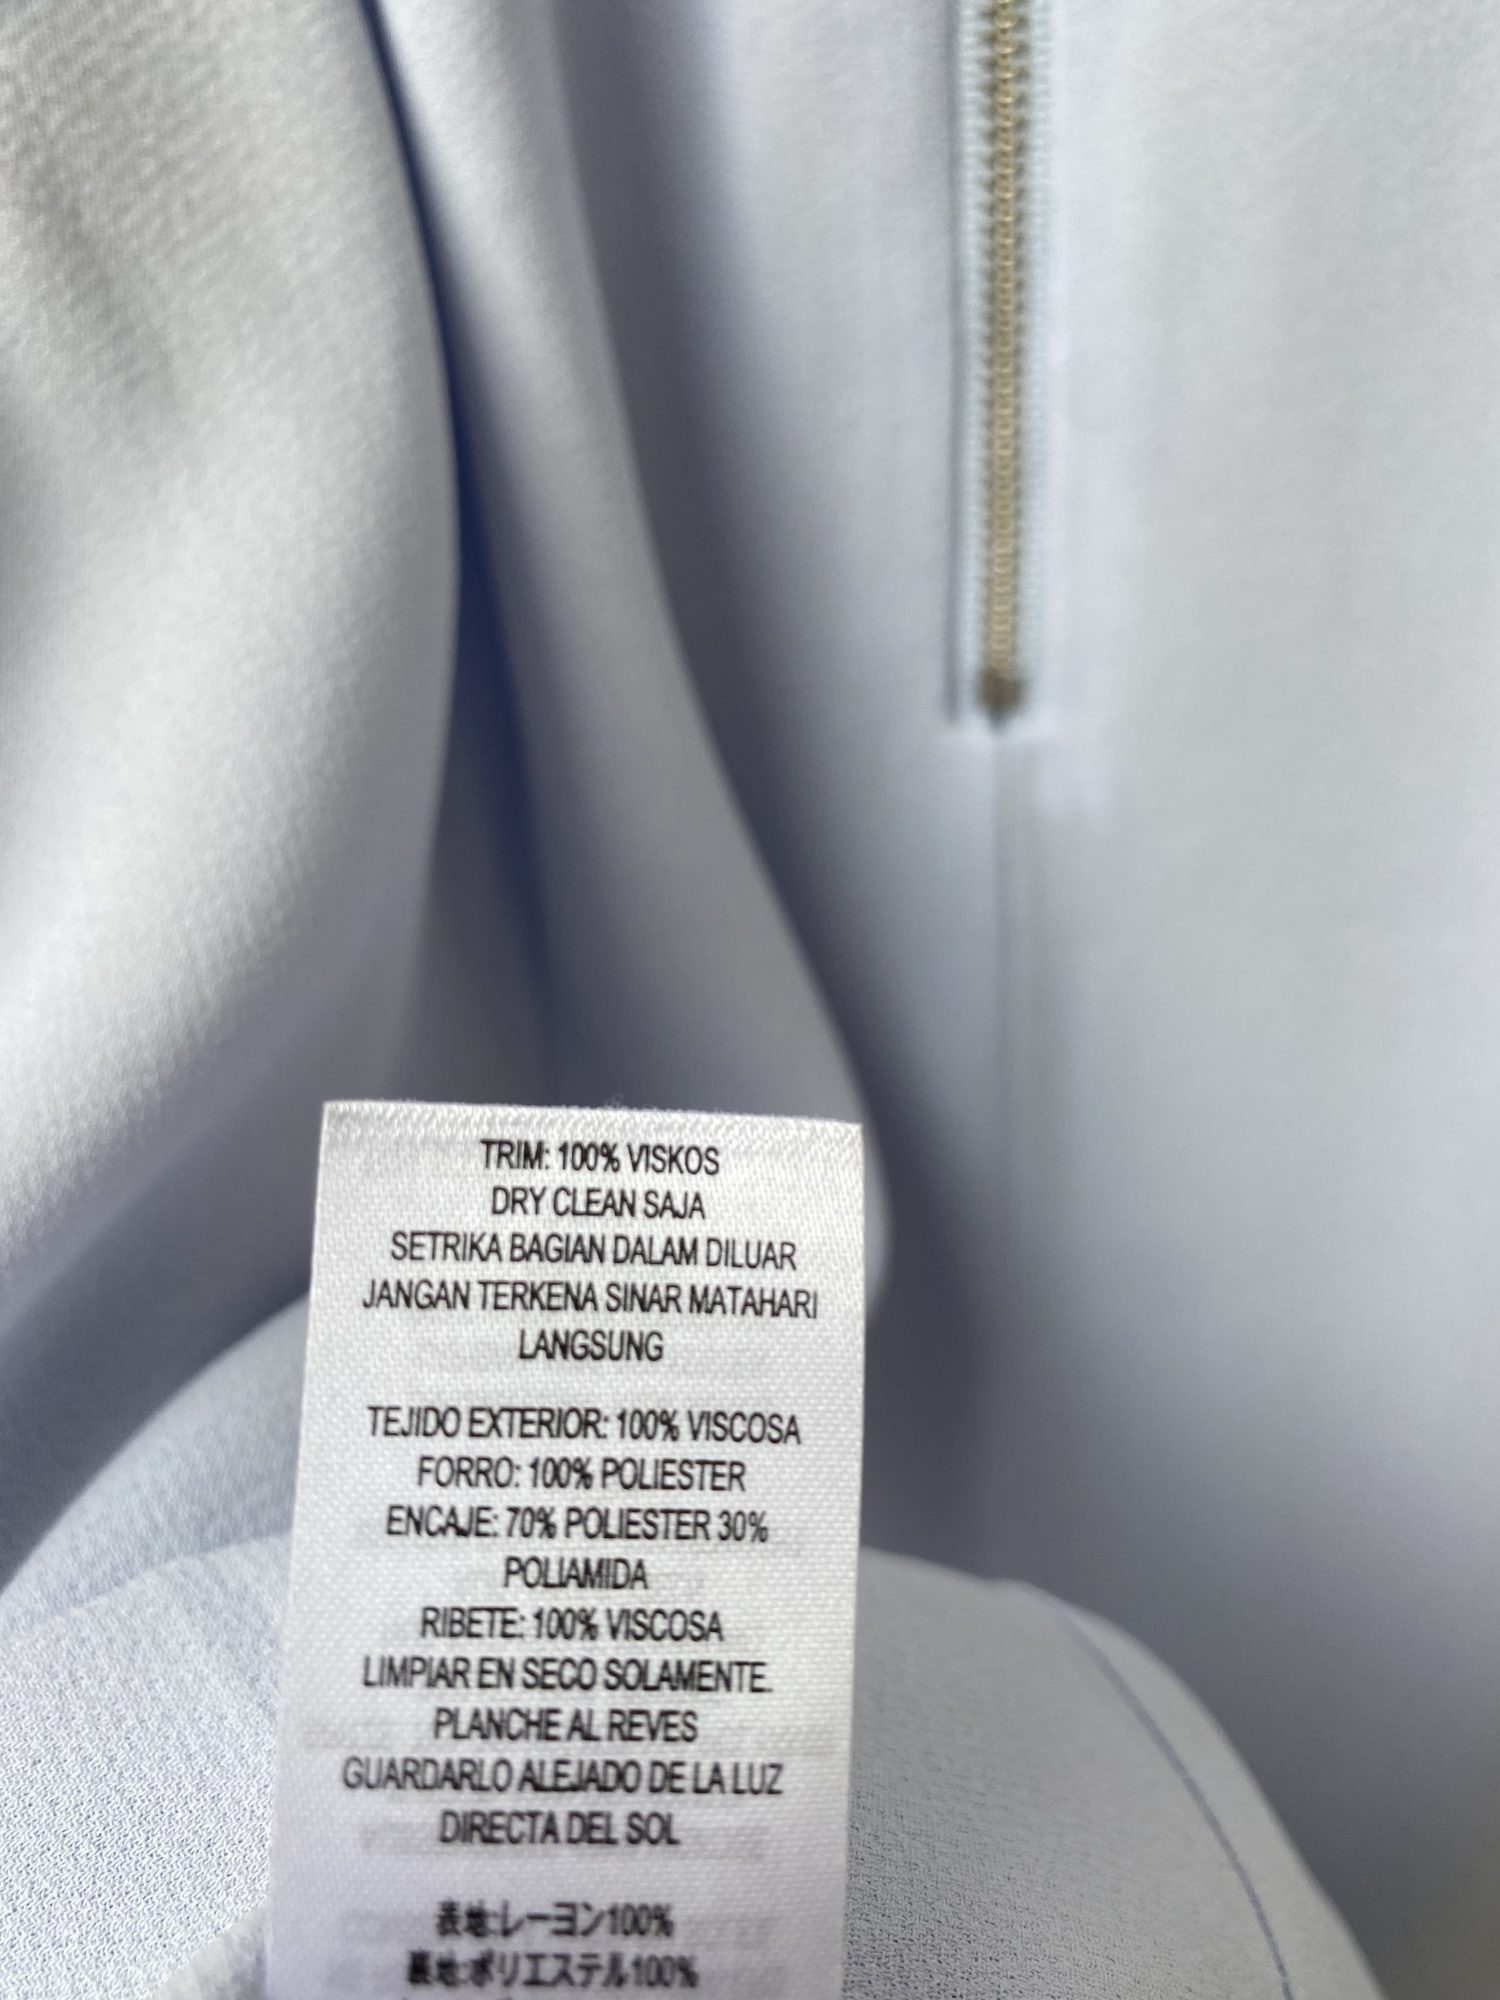 TRIM: 100% VISKOS
DRY CLEAN SAJA
SETRIKA BAGIAN DALAM DILUAR
JANGAN TERKENA SINAR MATAHARI
LANGSUNG
TEJIDO EXTERIOR: 100% VISCOSA
FORRO: 100% POLIESTER
ENCAJE: 70% POLIESTER 30%
POLIAMIDA
RIBETE: 100% VISCOSA
LIMPIAR EN SECO SOLAMENTE.
PLANCHE AL REVES
GUARDARLO ALEJADO DE LA LUZ
DIRECTA DEL SOL
表地:レーヨン100%
裏地:ポリエステル100%